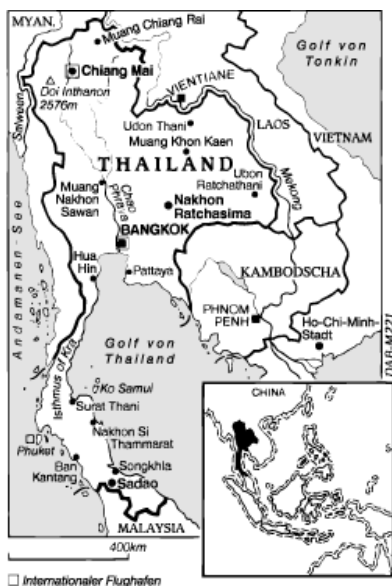 MYAN.
Muang Chiang Rai
Golf von
Tonkin
Chiang Mai
Doi Inthanon
2576m
Salween
VIENTIANE
LAOS
VIETNAM
Udon Thani
Muang Khon Kaen
THAILAND
Ubon
Ratchathani
Mekong
Muang
Nakhon
Sawan
Chao
Phraya
Nakhon
Ratchasima
BANGKOK
Hua
Hin
Pattaya
KAMBODSCHA
PHNOM
PENH
Ho-Chi-Minh-
Stadt
Andamanen-See
Golf von
Thailand
Isthmus of Kra
Ko Samui
Surat Thani
Nakhon Si
Thammarat
Phuket
Ban
Kantang
Songkhla
Sadao
MALAYSIA
CHINA
400km
Internationaler Flughafen